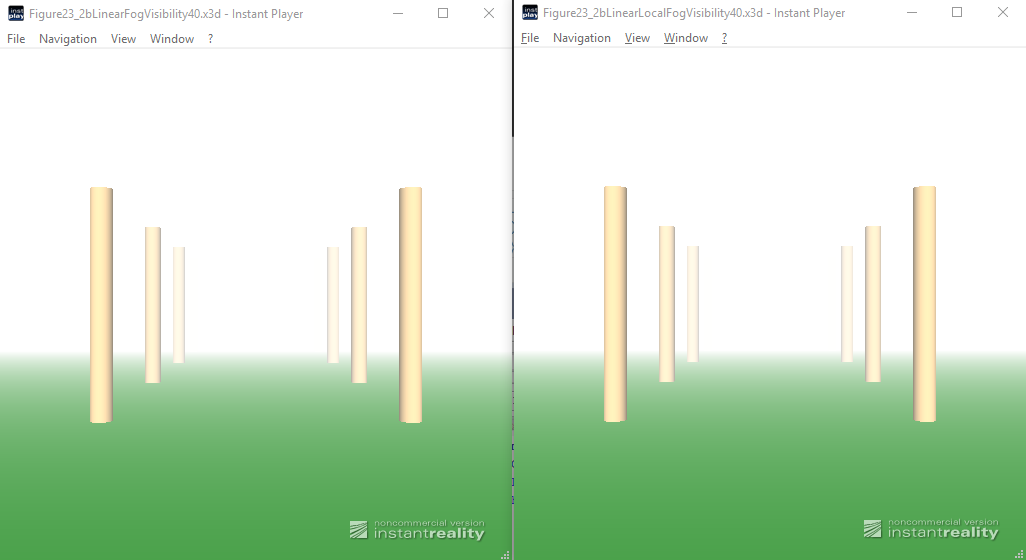 Figure23_2bLinearFogVisibility40.x3d - Instant Player
File Navigation View Window ?
noncommercial version
instantreality
Figure23_2bLinearLocalFogVisibility40.x3d - Instant Player
File Navigation View Window ?
noncommercial version
instantreality